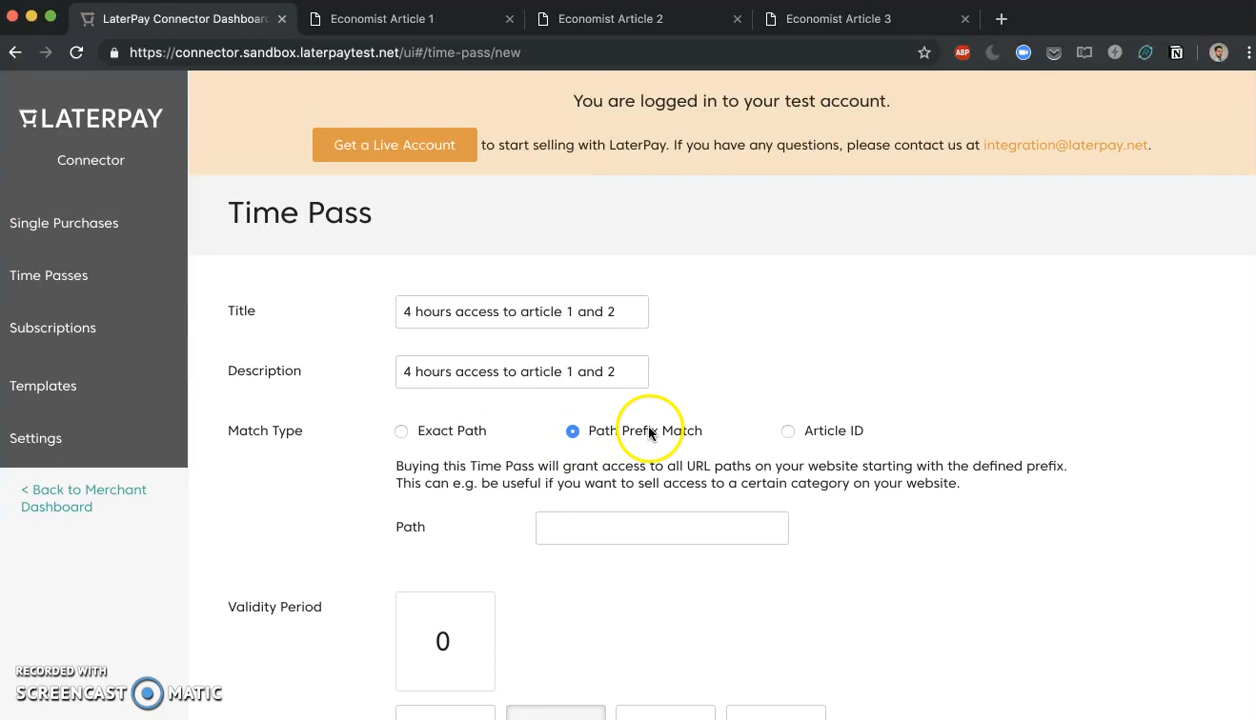 LaterPay Connector Dashboar
Economist Article 1
Economist Article 2
Economist Article 3
https://connector.sandbox.laterpaytest.net/ui#/time-pass/new
ABP
LATERPAY
Connector
Single Purchases
Time Passes
Subscriptions
Templates
Settings
< Back to Merchant
Dashboard
You are logged in to your test account.
Get a Live Account to start selling with LaterPay. If you have any questions, please contact us at integration@laterpay.net.
Time Pass
Title 4 hours access to article 1 and 2
Description 4 hours access to article 1 and 2
Match Type Exact Path Path Prefix Match Article ID
Buying this Time Pass will grant access to all URL paths on your website starting with the defined prefix.
This can e.g. be useful if you want to sell access to a certain category on your website.
Path
Validity Period
0
RECORDED WITH
SCREENCAST MATIC